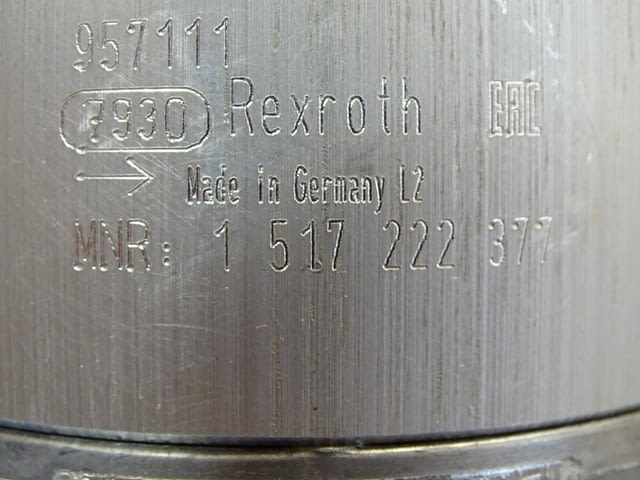 957111
7930 Rexroth EAC
Made in Germany L2
MNR: 1 517 222 377